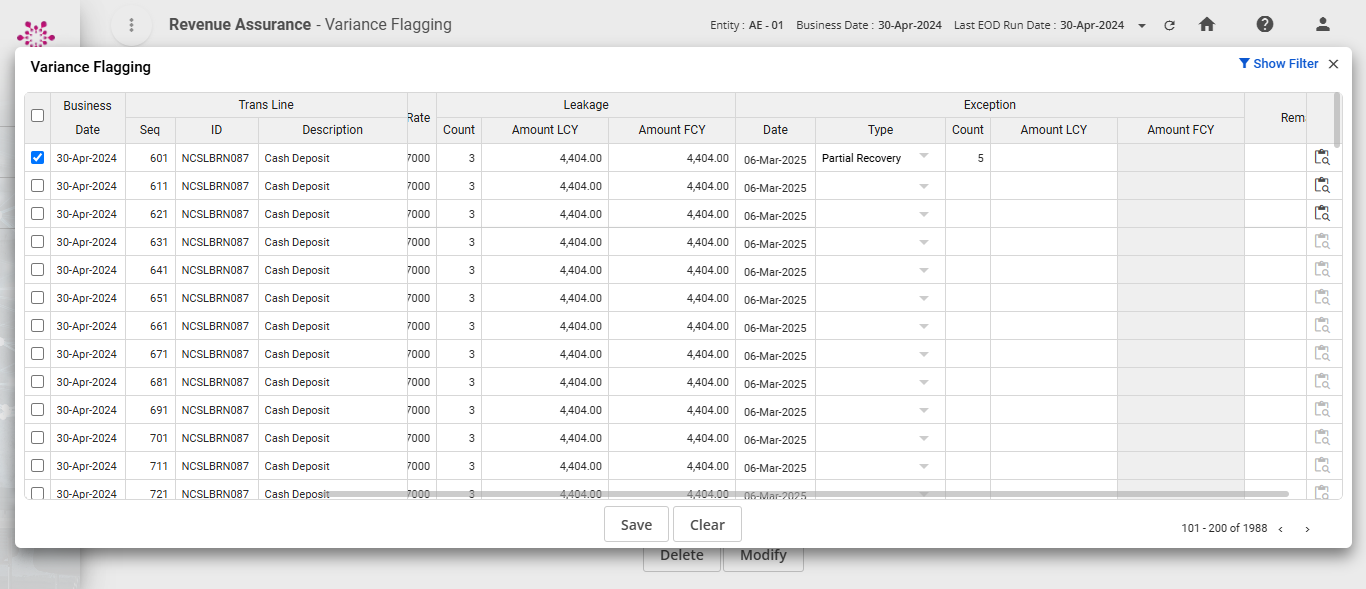 Revenue Assurance - Variance Flagging
Entity : AE - 01 Business Date : 30-Apr-2024 Last EOD Run Date : 30-Apr-2024
Variance Flagging
Show Filter
Business Date Trans Line Rate Leakage Exception Rem
Seq ID Description Count Amount LCY Amount FCY Date Type Count Amount LCY Amount FCY
30-Apr-2024 601 NCSLBRN087 Cash Deposit 7000 3 4,404.00 4,404.00 06-Mar-2025 Partial Recovery 5
30-Apr-2024 611 NCSLBRN087 Cash Deposit 7000 3 4,404.00 4,404.00 06-Mar-2025
30-Apr-2024 621 NCSLBRN087 Cash Deposit 7000 3 4,404.00 4,404.00 06-Mar-2025
30-Apr-2024 631 NCSLBRN087 Cash Deposit 7000 3 4,404.00 4,404.00 06-Mar-2025
30-Apr-2024 641 NCSLBRN087 Cash Deposit 7000 3 4,404.00 4,404.00 06-Mar-2025
30-Apr-2024 651 NCSLBRN087 Cash Deposit 7000 3 4,404.00 4,404.00 06-Mar-2025
30-Apr-2024 661 NCSLBRN087 Cash Deposit 7000 3 4,404.00 4,404.00 06-Mar-2025
30-Apr-2024 671 NCSLBRN087 Cash Deposit 7000 3 4,404.00 4,404.00 06-Mar-2025
30-Apr-2024 681 NCSLBRN087 Cash Deposit 7000 3 4,404.00 4,404.00 06-Mar-2025
30-Apr-2024 691 NCSLBRN087 Cash Deposit 7000 3 4,404.00 4,404.00 06-Mar-2025
30-Apr-2024 701 NCSLBRN087 Cash Deposit 7000 3 4,404.00 4,404.00 06-Mar-2025
30-Apr-2024 711 NCSLBRN087 Cash Deposit 7000 3 4,404.00 4,404.00 06-Mar-2025
30-Apr-2024 721 NCSLBRN087 Cash Deposit 7000 3 4,404.00 4,404.00 06-Mar-2025
Save Clear
101 - 200 of 1988
Delete Modify